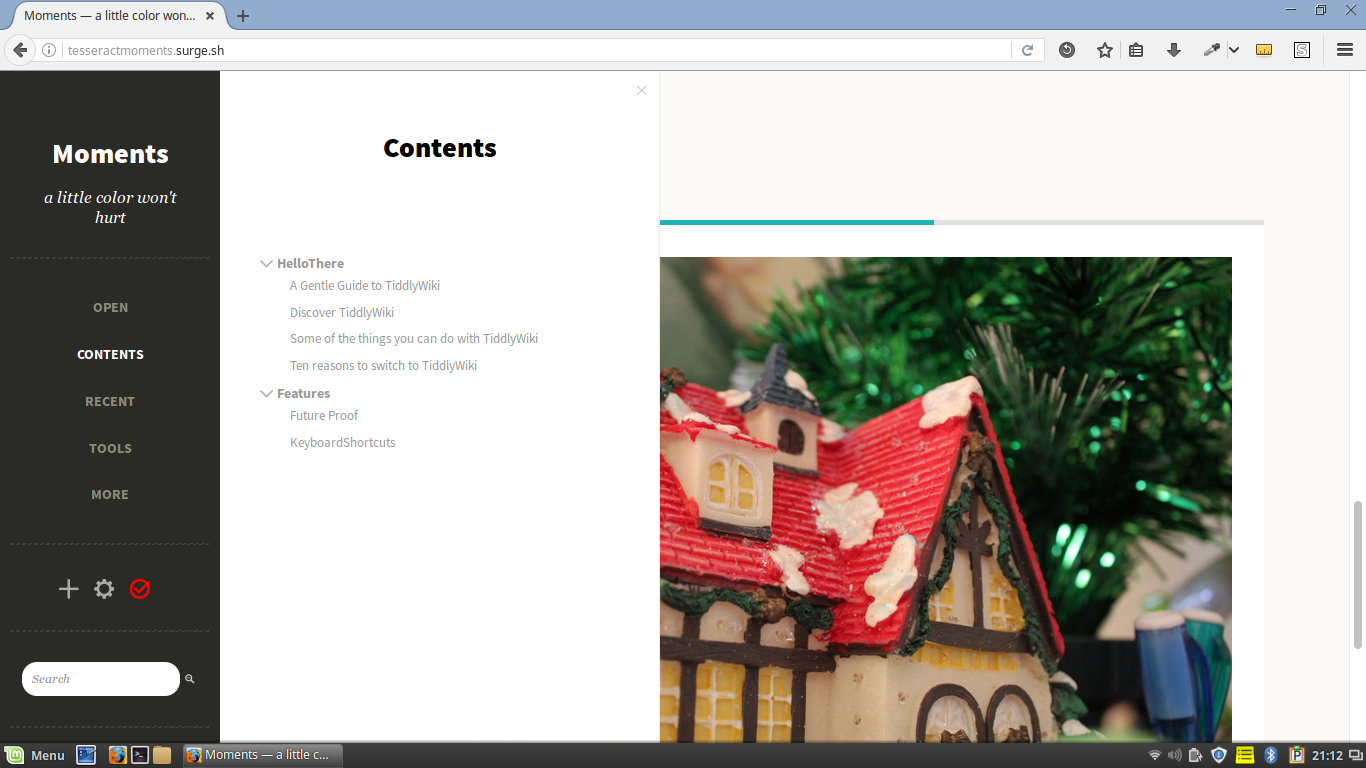 Moments — a little color won...
tesseractmoments.surge.sh
Moments
a little color won't
hurt
OPEN
CONTENTS
RECENT
TOOLS
MORE
Search
Contents
HelloThere
A Gentle Guide to TiddlyWiki
Discover TiddlyWiki
Some of the things you can do with TiddlyWiki
Ten reasons to switch to TiddlyWiki
Features
Future Proof
KeyboardShortcuts
Menu
Moments — a little c...
21:12